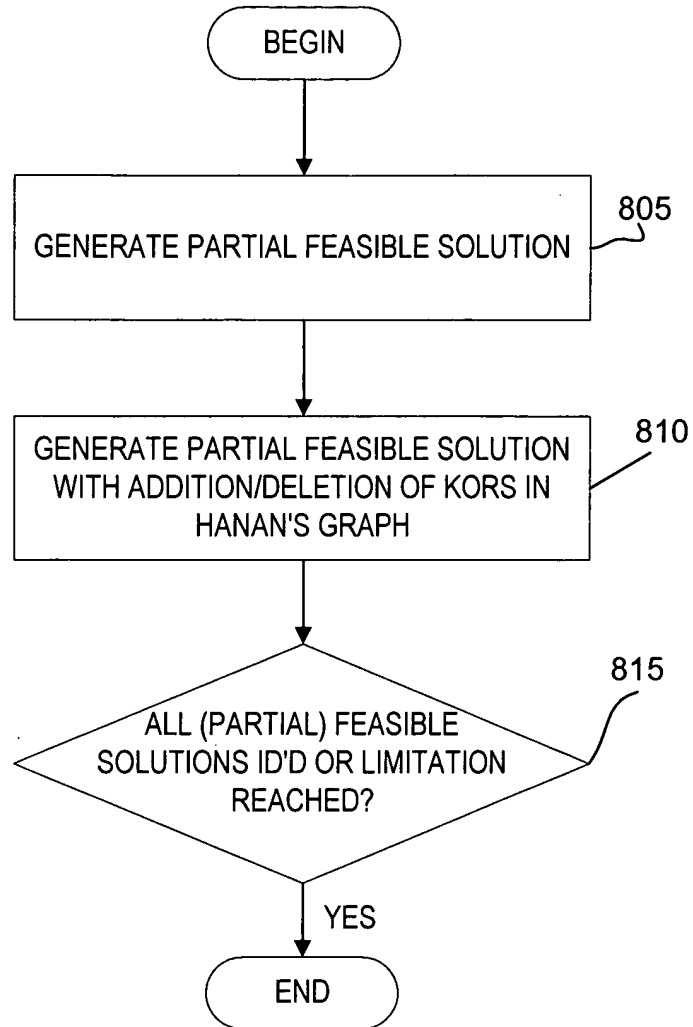 BEGIN
805
GENERATE PARTIAL FEASIBLE SOLUTION
810
GENERATE PARTIAL FEASIBLE SOLUTION
WITH ADDITION/DELETION OF KORS IN
HANAN'S GRAPH
815
ALL (PARTIAL) FEASIBLE
SOLUTIONS ID'D OR LIMITATION
REACHED?
YES
END